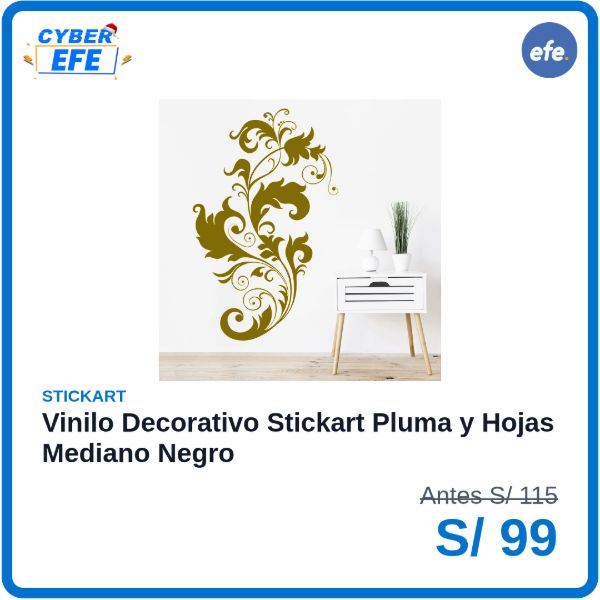 CYBER
EFE
efe.
STICKART
Vinilo Decorativo Stickart Pluma y Hojas
Mediano Negro
Antes S/ 115
S/ 99